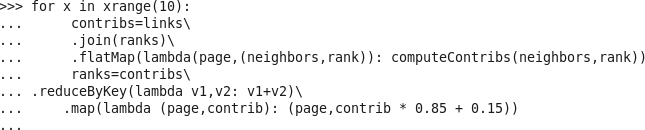 >>> for x in xrange(10):
...      contribs=links\
...      .join(ranks)\
...      .flatMap(lambda(page,(neighbors,rank)): computeContribs(neighbors,rank))
...      ranks=contribs\
... .reduceByKey(lambda v1,v2: v1+v2)\
...     .map(lambda (page,contrib): (page,contrib * 0.85 + 0.15))
...